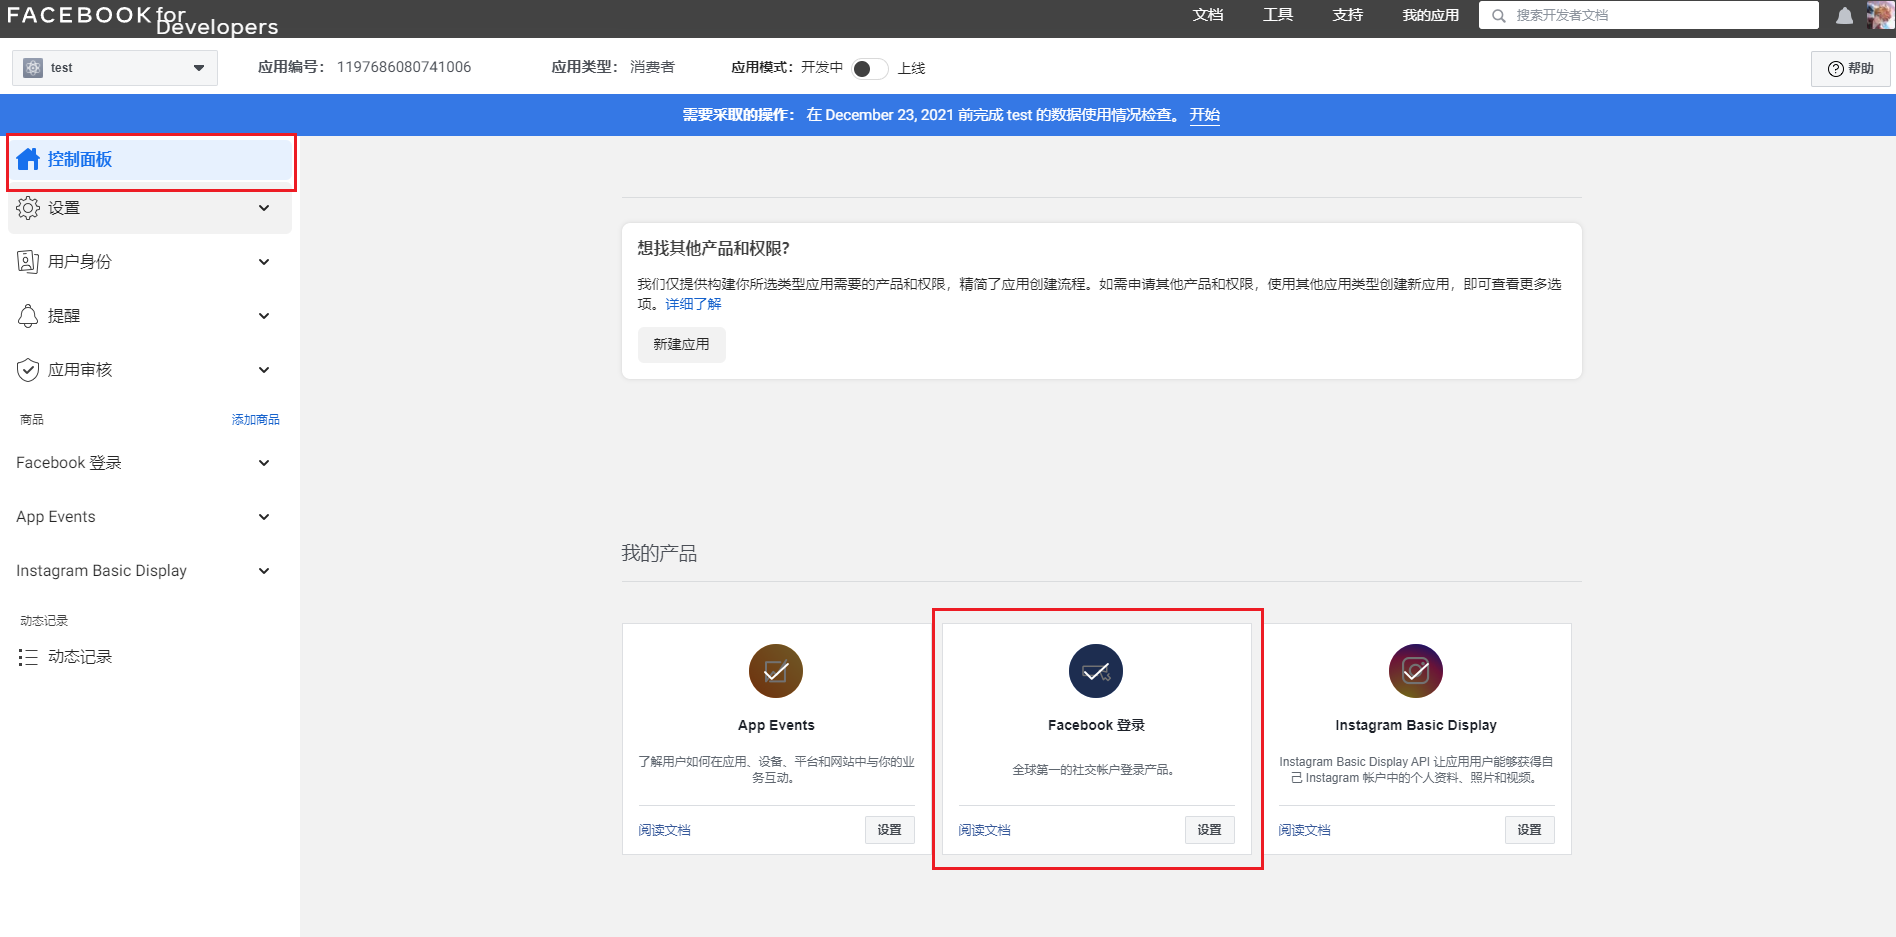 FACEBOOK for Developers
文档 工具 支持 我的应用 搜索开发者文档
test
应用编号： 1197686080741006 应用类型： 消费者 应用模式：开发中 上线
帮助
需要采取的操作： 在 December 23, 2021 前完成 test 的数据使用情况检查。 开始
控制面板
设置
用户身份
提醒
应用审核
商品 添加商品
Facebook 登录
App Events
Instagram Basic Display
动态记录
动态记录
想找其他产品和权限?
我们仅提供构建你所选类型应用需要的产品和权限，精简了应用创建流程。如需申请其他产品和权限，使用其他应用类型创建新应用，即可查看更多选
项。详细了解
新建应用
我的产品
App Events
了解用户如何在应用、设备、平台和网站中与你的业
务互动。
阅读文档 设置
Facebook 登录
全球第一的社交帐户登录产品。
阅读文档 设置
Instagram Basic Display
Instagram Basic Display API 让应用用户能够获得自
己 Instagram 帐户中的个人资料、照片和视频。
阅读文档 设置